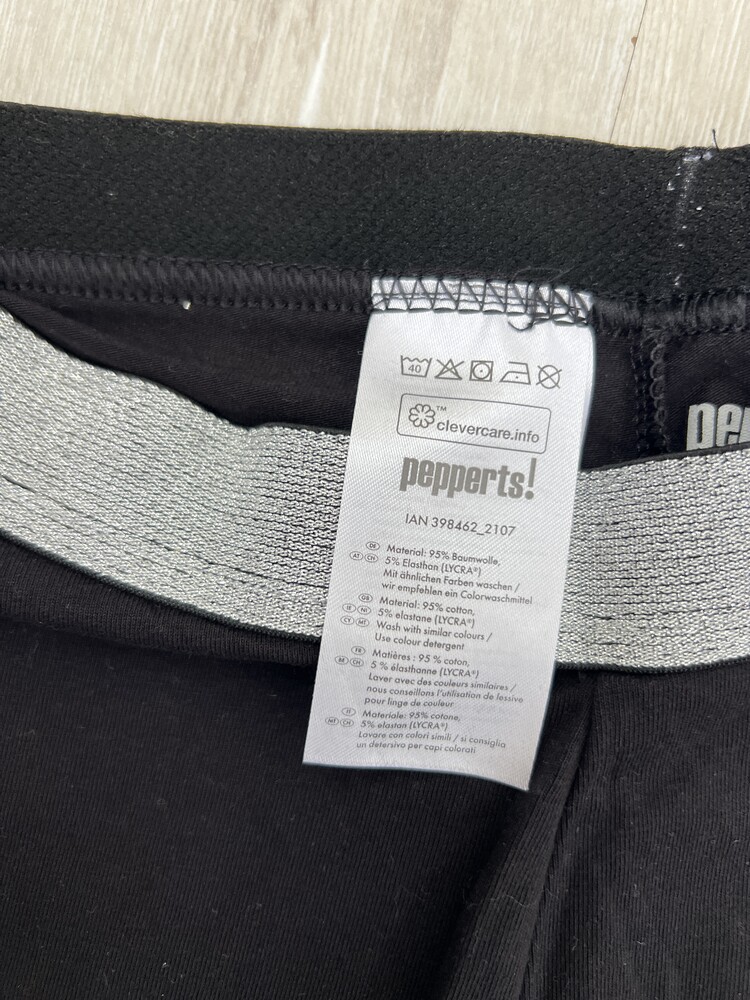 40
™
clevercare.info
pepperts!
pe
IAN 398462_2107
DE Material: 95% Baumwolle,
AT CH 5% Elasthan (LYCRA®)
Mit ähnlichen Farben waschen /
wir empfehlen ein Colorwaschmittel
GB Material: 95% cotton,
IE NI 5% elastane (LYCRA®)
CY MT Wash with similar colours /
Use colour detergent
FR Matières : 95 % coton,
BE CH 5 % élasthanne (LYCRA®)
Laver avec des couleurs similaires /
nous conseillons l'utilisation de lessive
pour linge de couleur
IT Materiale: 95% cotone,
MT CH 5% elastan (LYCRA®)
Lavare con colori simili / si consiglia
un detersivo per capi colorati